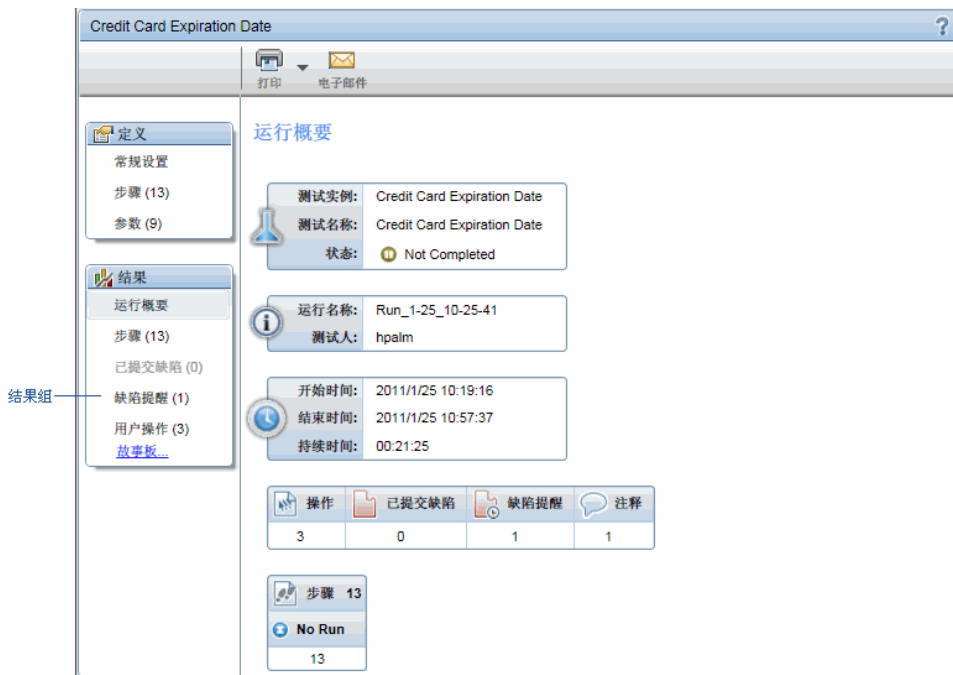 Credit Card Expiration Date
?
打印
电子邮件
定义
常规设置
步骤 (13)
参数 (9)
结果
运行概要
步骤 (13)
已提交缺陷 (0)
缺陷提醒 (1)
用户操作 (3)
故事板...
结果组
运行概要
测试实例: Credit Card Expiration Date
测试名称: Credit Card Expiration Date
状态: Not Completed
运行名称: Run_1-25_10-25-41
测试人: hpalm
开始时间: 2011/1/25 10:19:16
结束时间: 2011/1/25 10:57:37
持续时间: 00:21:25
操作 已提交缺陷 缺陷提醒 注释
3 0 1 1
步骤 13
No Run
13